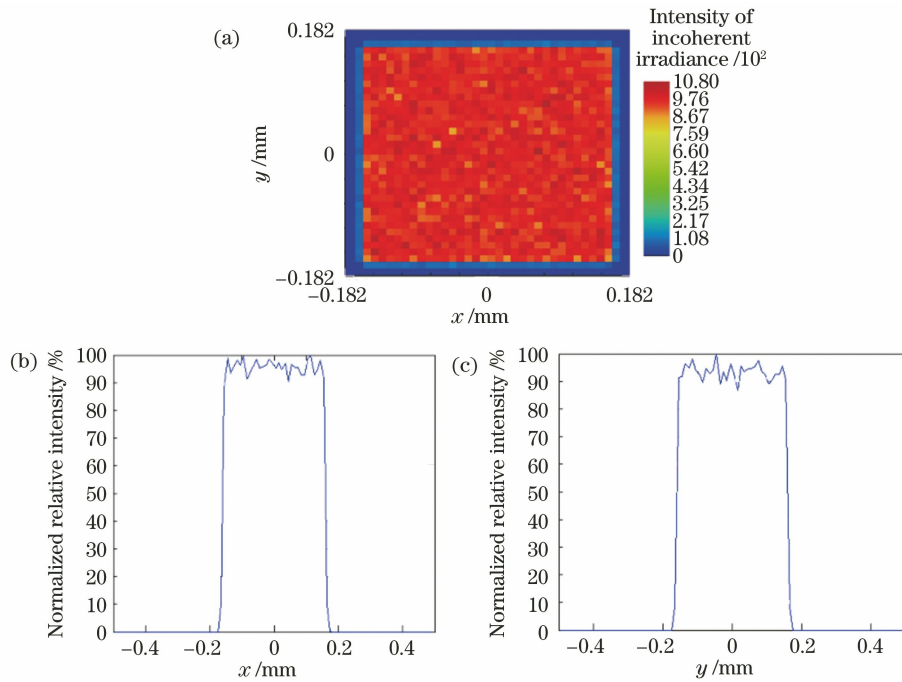 (a)
0.182
0
−0.182
y /mm
−0.182 0 0.182
x /mm
Intensity of
incoherent
irradiance /10²
10.80
9.76
8.67
7.59
6.60
5.42
4.34
3.25
2.17
1.08
0
(b)
Normalized relative intensity /%
100
90
80
70
60
50
40
30
20
10
0
−0.4 −0.2 0 0.2 0.4
x /mm
(c)
Normalized relative intensity /%
100
90
80
70
60
50
40
30
20
10
0
−0.4 −0.2 0 0.2 0.4
y /mm